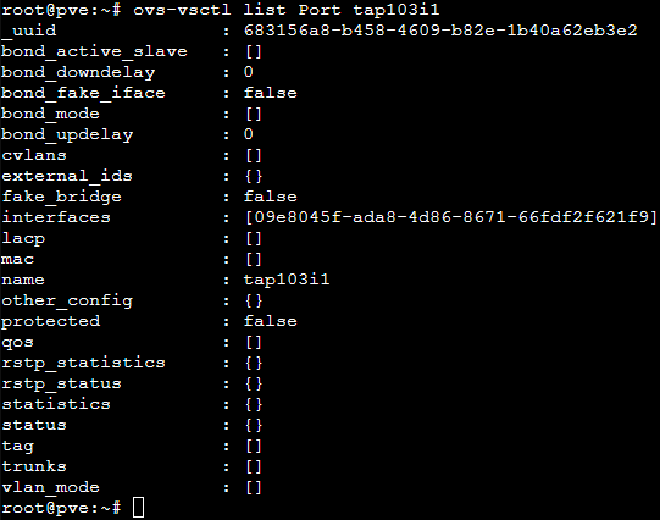 root@pve:~# ovs-vsctl list Port tap103i1
_uuid               : 683156a8-b458-4609-b82e-1b40a62eb3e2
bond_active_slave   : []
bond_downdelay      : 0
bond_fake_iface     : false
bond_mode           : []
bond_updelay        : 0
cvlans              : []
external_ids        : {}
fake_bridge         : false
interfaces          : [09e8045f-ada8-4d86-8671-66fdf2f621f9]
lacp                : []
mac                 : []
name                : tap103i1
other_config        : {}
protected           : false
qos                 : []
rstp_statistics     : {}
rstp_status         : {}
statistics          : {}
status              : {}
tag                 : []
trunks              : []
vlan_mode           : []
root@pve:~#